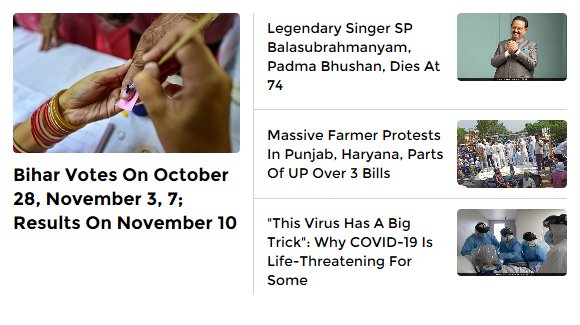 Bihar Votes On October
28, November 3, 7;
Results On November 10
Legendary Singer SP
Balasubrahmanyam,
Padma Bhushan, Dies At
74
Massive Farmer Protests
In Punjab, Haryana, Parts
Of UP Over 3 Bills
"This Virus Has A Big
Trick": Why COVID-19 Is
Life-Threatening For
Some